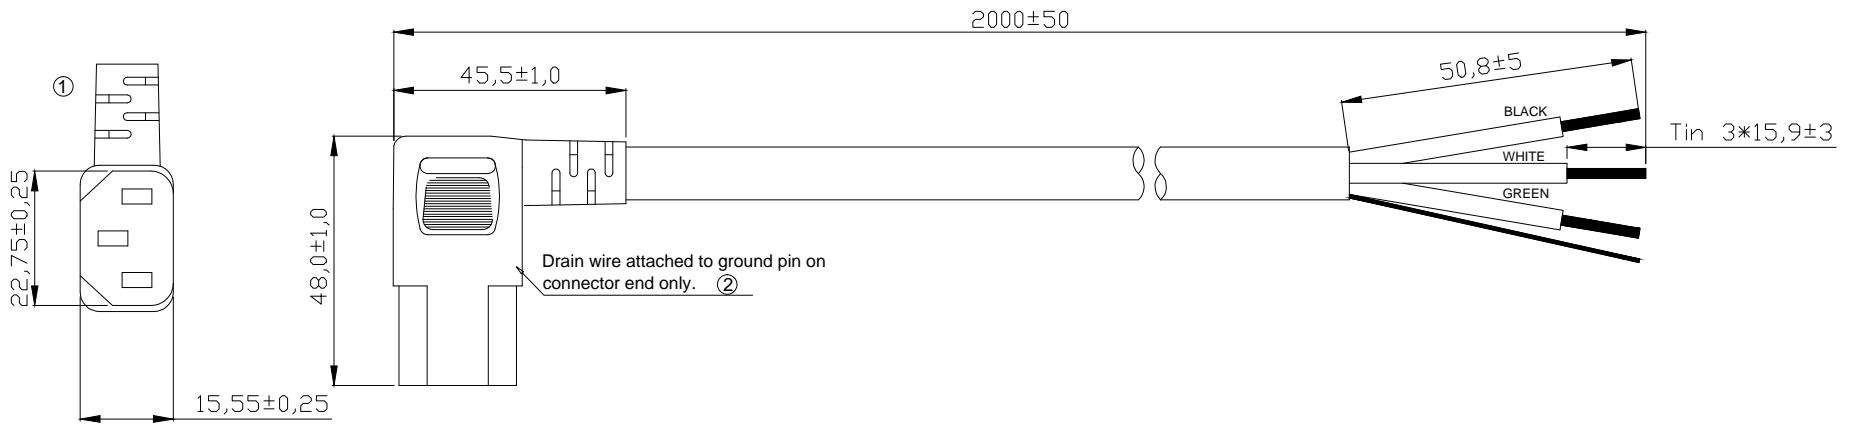 2000±50
45,5±1,0
50,8±5
①
BLACK
Tin 3*15,9±3
WHITE
GREEN
22,75±0,25
48,0±1,0
Drain wire attached to ground pin on
connector end only. ②
15,55±0,25